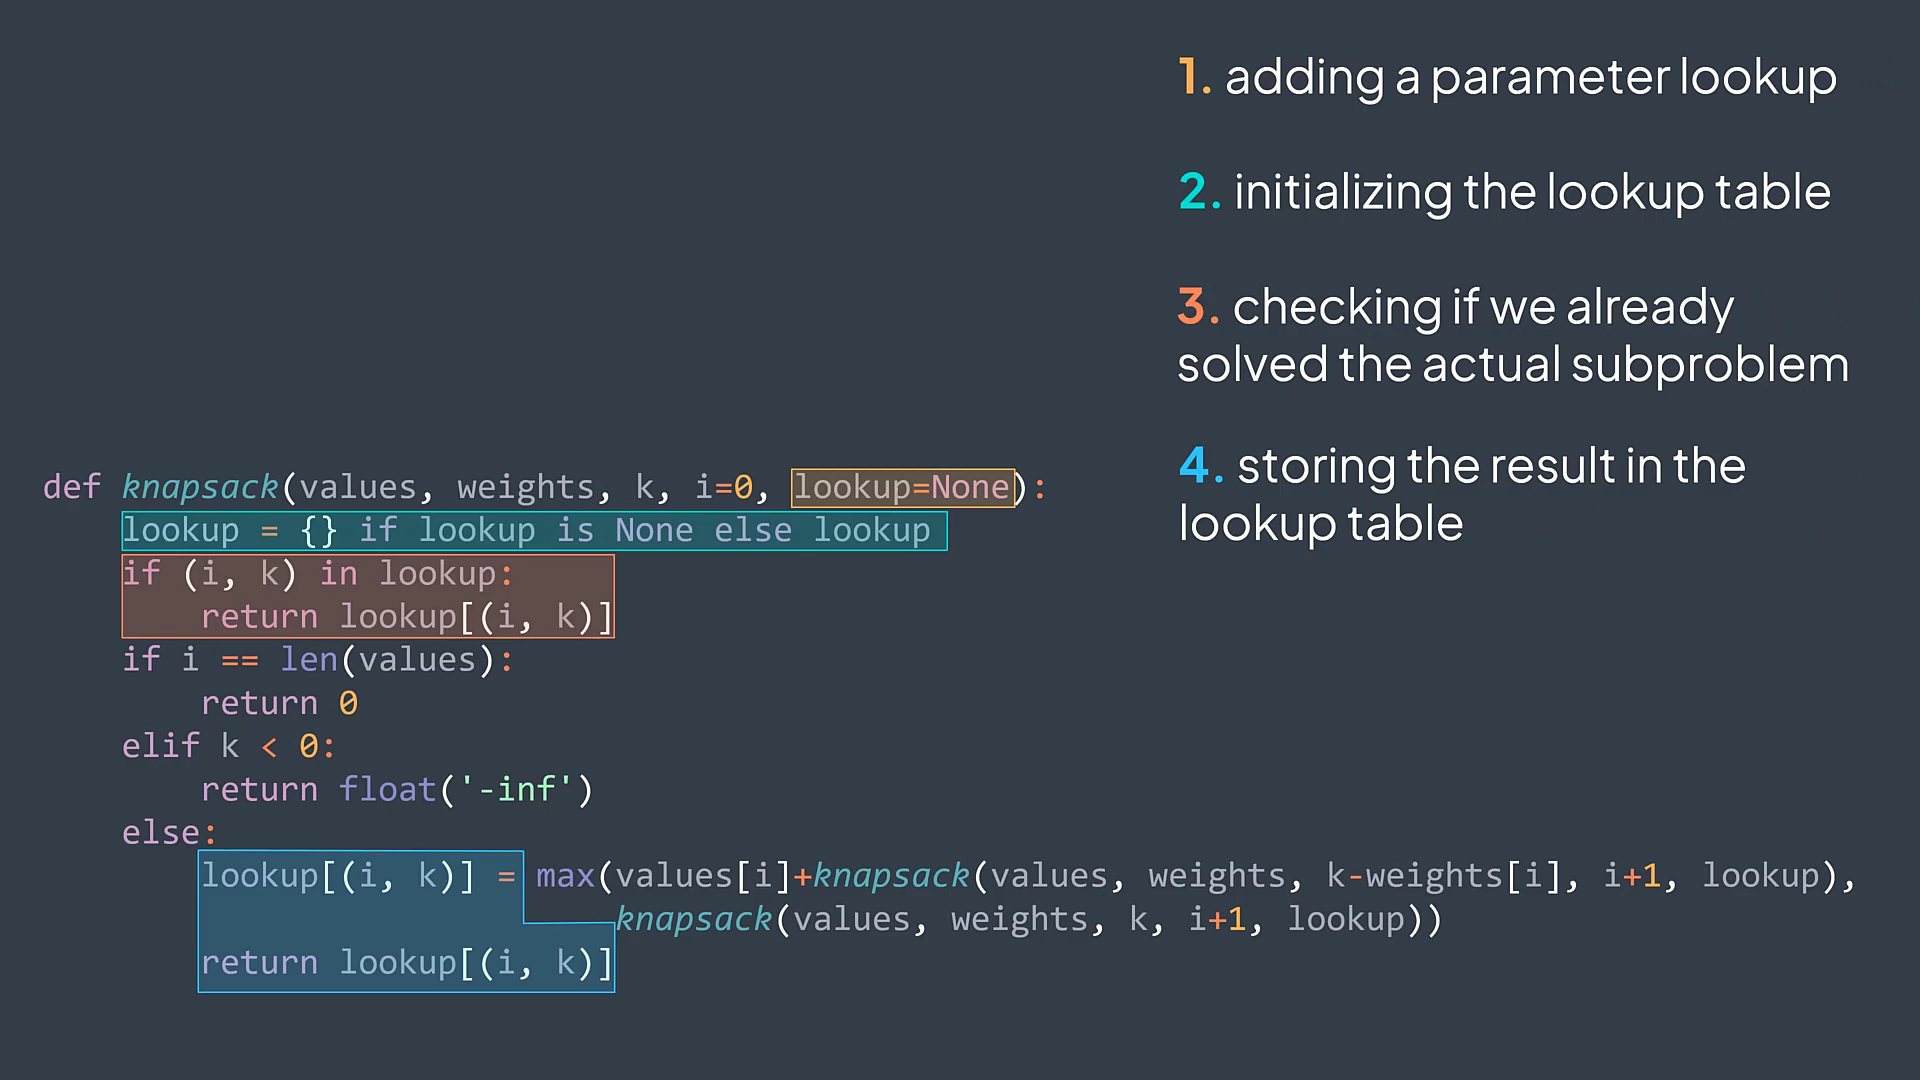 1. adding a parameter lookup
2. initializing the lookup table
3. checking if we already
solved the actual subproblem
4. storing the result in the
lookup table
def knapsack(values, weights, k, i=0, lookup=None):
    lookup = {} if lookup is None else lookup
    if (i, k) in lookup:
        return lookup[(i, k)]
    if i == len(values):
        return 0
    elif k < 0:
        return float('-inf')
    else:
        lookup[(i, k)] = max(values[i]+knapsack(values, weights, k-weights[i], i+1, lookup),
                             knapsack(values, weights, k, i+1, lookup))
        return lookup[(i, k)]